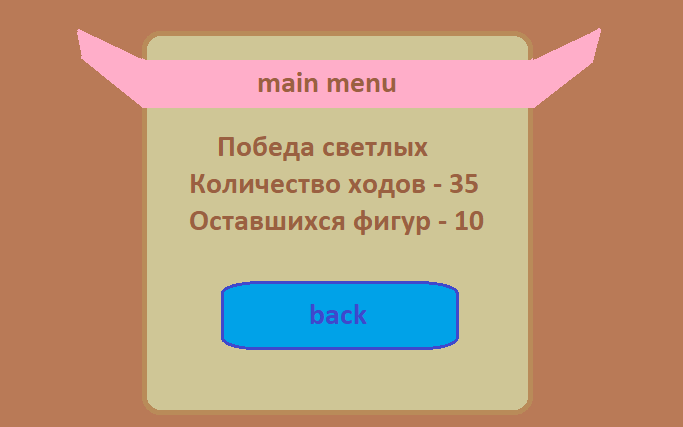 main menu
Победа светлых
Количество ходов - 35
Оставшихся фигур - 10
back